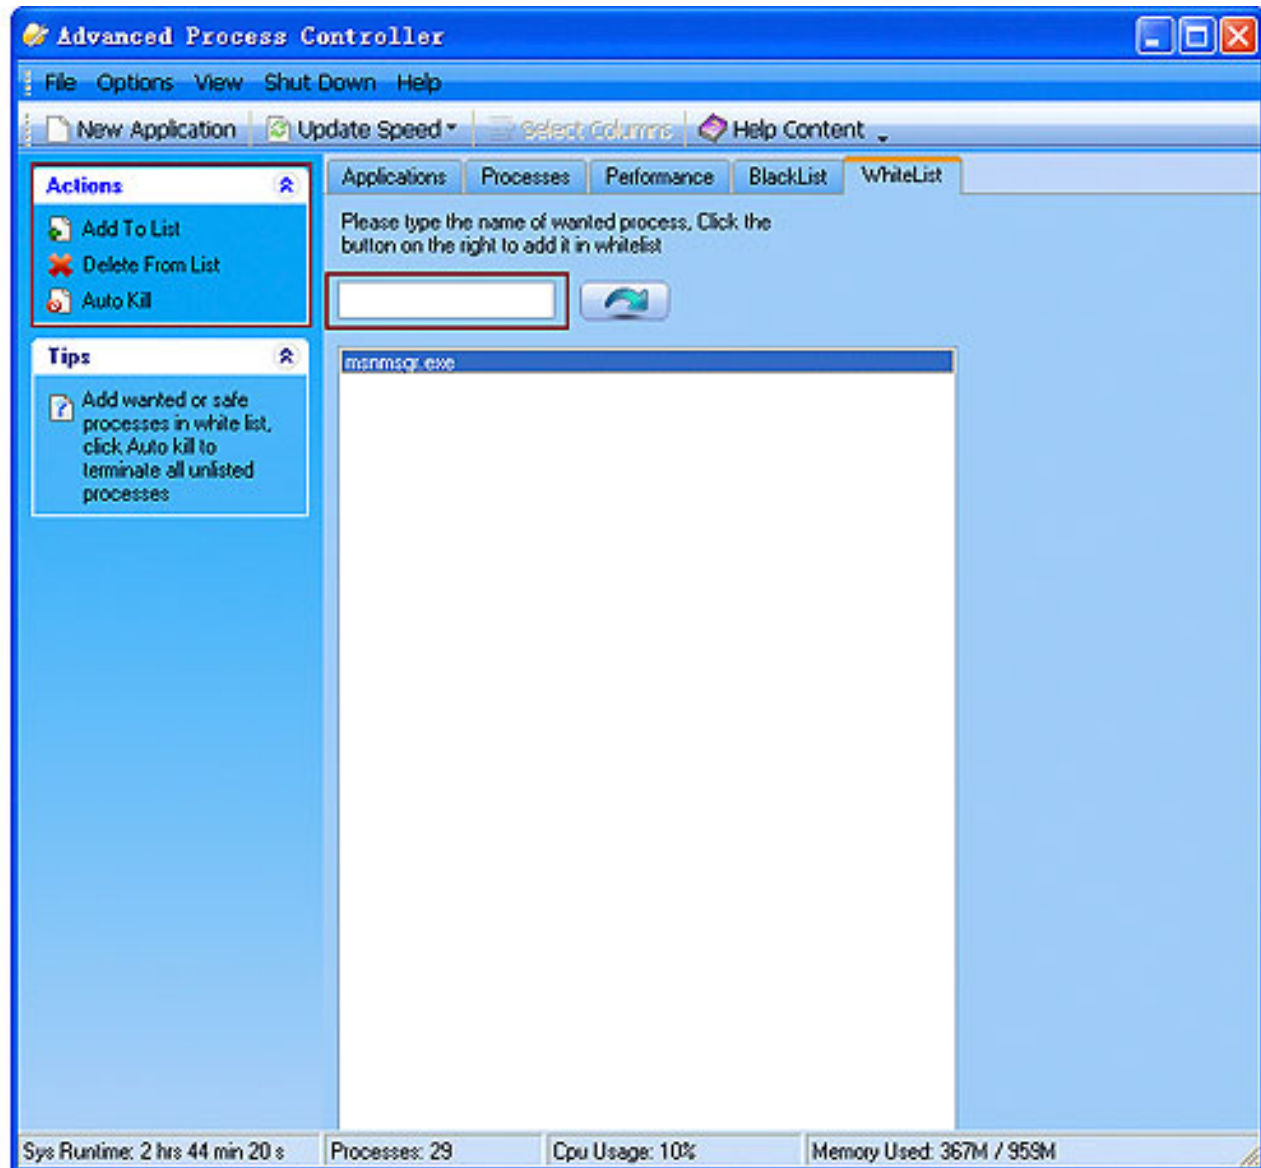 Advanced Process Controller
File Options View Shut Down Help
New Application Update Speed Select Columns Help Content
Actions
Add To List
Delete From List
Auto Kill
Tips
Add wanted or safe
processes in white list,
click Auto kill to
terminate all unlisted
processes
Applications Processes Performance BlackList WhiteList
Please type the name of wanted process, Click the
button on the right to add it in whitelist
msnmsgr.exe
Sys Runtime: 2 hrs 44 min 20 s Processes: 29 Cpu Usage: 10% Memory Used: 367M / 959M